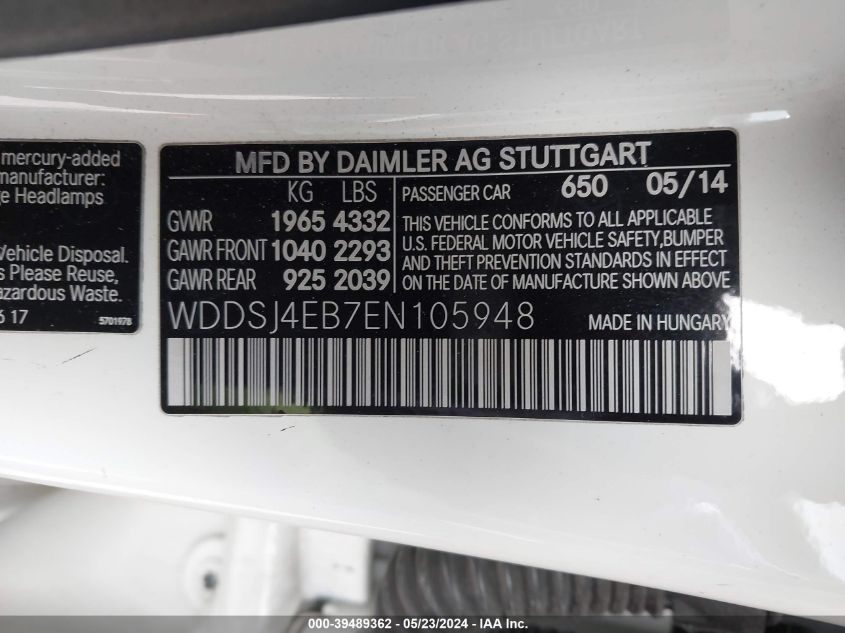 mercury-added
manufacturer:
ge Headlamps
Vehicle Disposal.
s Please Reuse,
azardous Waste.
6 17
5701978
MFD BY DAIMLER AG STUTTGART
KG LBS
GWWR 1965 4332
GAWR FRONT 1040 2293
GAWR REAR 925 2039
PASSENGER CAR 650 05/14
THIS VEHICLE CONFORMS TO ALL APPLICABLE
U.S. FEDERAL MOTOR VEHICLE SAFETY,BUMPER
AND THEFT PREVENTION STANDARDS IN EFFECT
ON DATE OF MANUFACTURE SHOWN ABOVE.
WDDSJ4EB7EN105948 MADE IN HUNGARY
000-39489362 - 05/23/2024 - IAA Inc.